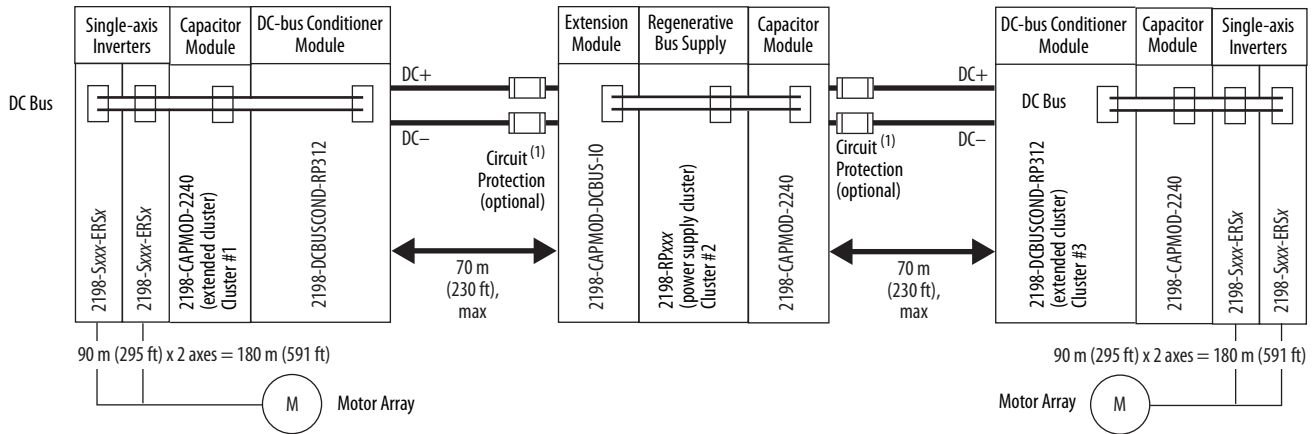 Single-axis
Inverters
Capacitor
Module
DC-bus Conditioner
Module
Extension
Module
Regenerative
Bus Supply
Capacitor
Module
DC-bus Conditioner
Module
Capacitor
Module
Single-axis
Inverters
DC Bus
DC+
DC–
DC+
DC–
DC Bus
Circuit (1)
Protection
(optional)
Circuit (1)
Protection
(optional)
2198-Sxxx-ERSx
2198-Sxxx-ERSx
2198-CAPMOD-2240
(extended cluster)
Cluster #1
2198-DCBUSCOND-RP312
70 m
(230 ft),
max
2198-CAPMOD-DCBUS-IO
2198-RPxxx
(power supply cluster)
Cluster #2
2198-CAPMOD-2240
70 m
(230 ft),
max
2198-DCBUSCOND-RP312
(extended cluster)
Cluster #3
2198-CAPMOD-2240
2198-Sxxx-ERSx
2198-Sxxx-ERSx
90 m (295 ft) x 2 axes = 180 m (591 ft)
M
Motor Array
90 m (295 ft) x 2 axes = 180 m (591 ft)
Motor Array
M